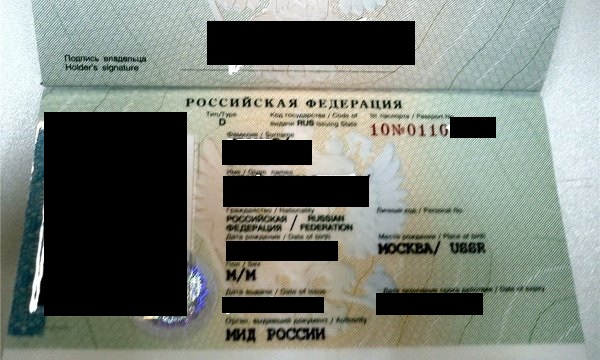 Подпись владельца
Holder's signature
РОССИЙСКАЯ ФЕДЕРАЦИЯ
Тип/Type Код государства / Code of № паспорта / Passport No.
D выдачи RUS Issuing State 10№0110
Фамилия / Surname
Имя / Given names
Гражданство / Nationality Личный код / Personal No.
РОССИЙСКАЯ / RUSSIAN
ФЕДЕРАЦИЯ / FEDERATION
Дата рождения / Date of birth Место рождения / Place of birth
МОСКВА/ USSR
Пол / Sex
М/M
Дата выдачи / Date of issue Дата окончания срока действия / Date of expiry
Орган, выдавший документ / Authority
МИД РОССИИ